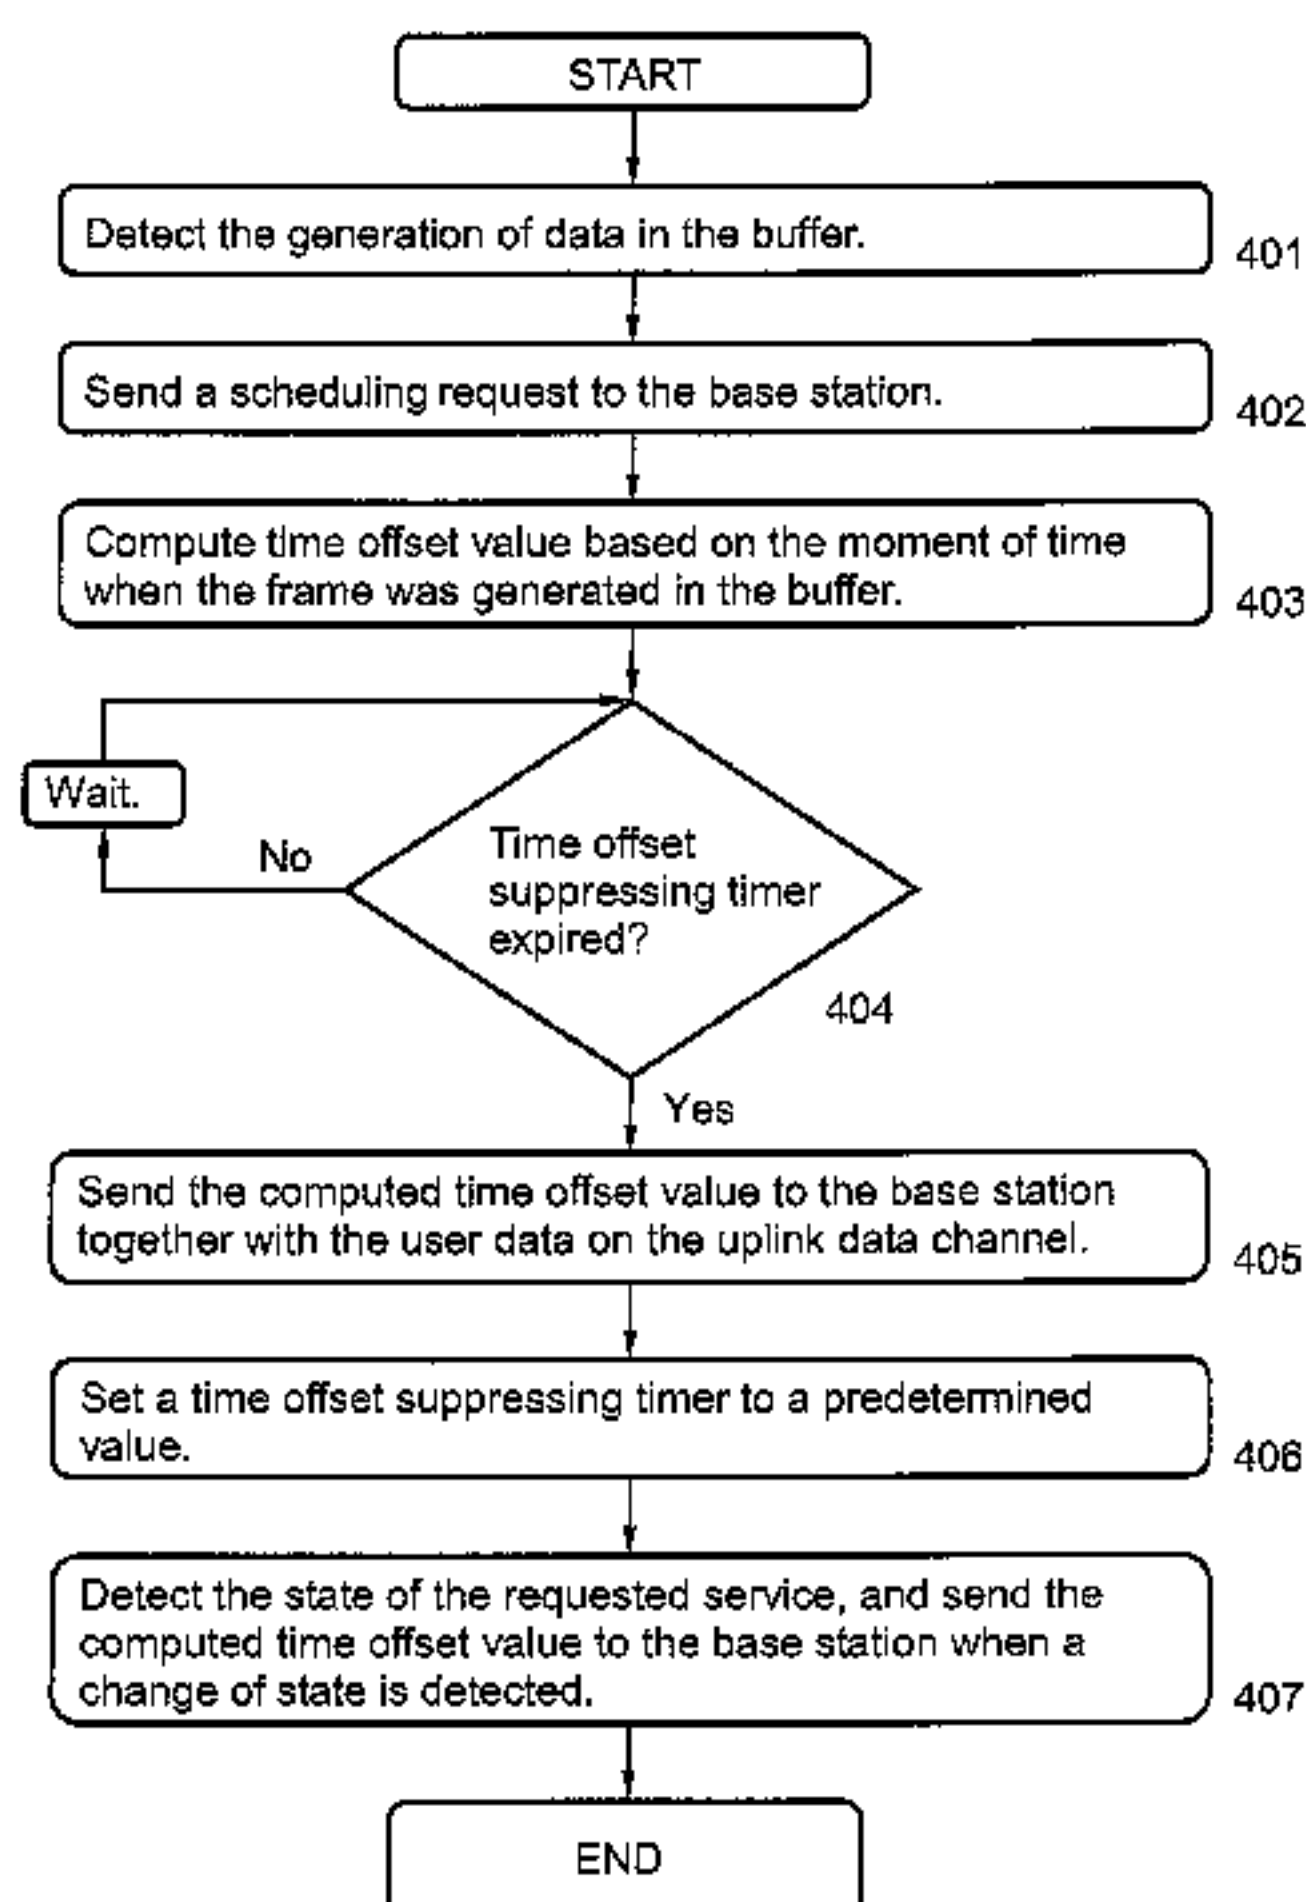 START
Detect the generation of data in the buffer.
401
Send a scheduling request to the base station.
402
Compute time offset value based on the moment of time
when the frame was generated in the buffer.
403
Wait.
No
Time offset
suppressing timer
expired?
404
Yes
Send the computed time offset value to the base station
together with the user data on the uplink data channel.
405
Set a time offset suppressing timer to a predetermined
value.
406
Detect the state of the requested service, and send the
computed time offset value to the base station when a
change of state is detected.
407
END